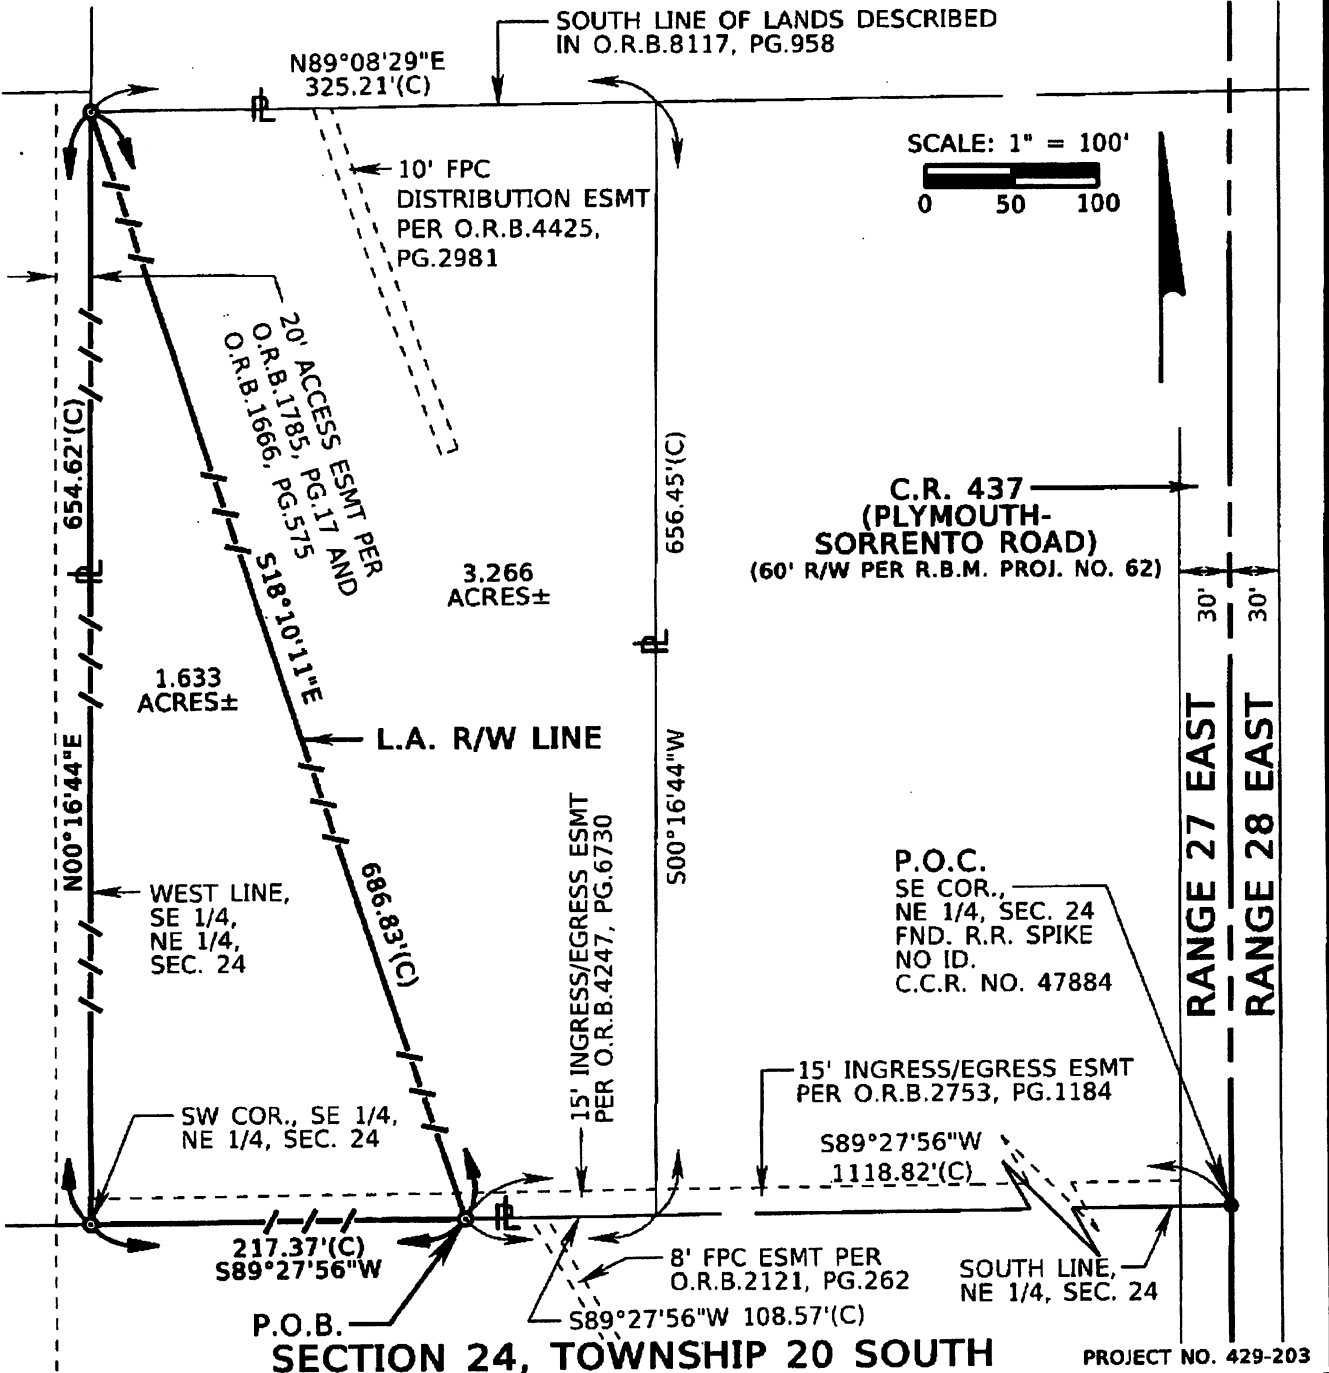 SOUTH LINE OF LANDS DESCRIBED
IN O.R.B.8117, PG.958
N89°08'29"E
325.21'(C)
PL
SCALE: 1" = 100'
0 50 100
10' FPC
DISTRIBUTION ESMT
PER O.R.B.4425,
PG.2981
20' ACCESS ESMT PER
O.R.B.1785, PG.17 AND
O.R.B.1666, PG.575
654.62'(C)
N00°16'44"E
PL
S18°10'11"E
686.83'(C)
3.266
ACRES±
1.633
ACRES±
656.45'(C)
S00°16'44"W
PL
C.R. 437
(PLYMOUTH-
SORRENTO ROAD)
(60' R/W PER R.B.M. PROJ. NO. 62)
30'
30'
RANGE 27 EAST
RANGE 28 EAST
L.A. R/W LINE
WEST LINE,
SE 1/4,
NE 1/4,
SEC. 24
15' INGRESS/EGRESS ESMT
PER O.R.B.4247, PG.6730
P.O.C.
SE COR.,
NE 1/4, SEC. 24
FND. R.R. SPIKE
NO ID.
C.C.R. NO. 47884
15' INGRESS/EGRESS ESMT
PER O.R.B.2753, PG.1184
SW COR., SE 1/4,
NE 1/4, SEC. 24
S89°27'56"W
1118.82'(C)
PL
217.37'(C)
S89°27'56"W
8' FPC ESMT PER
O.R.B.2121, PG.262
SOUTH LINE,
NE 1/4, SEC. 24
P.O.B.
S89°27'56"W 108.57'(C)
SECTION 24, TOWNSHIP 20 SOUTH
PROJECT NO. 429-203